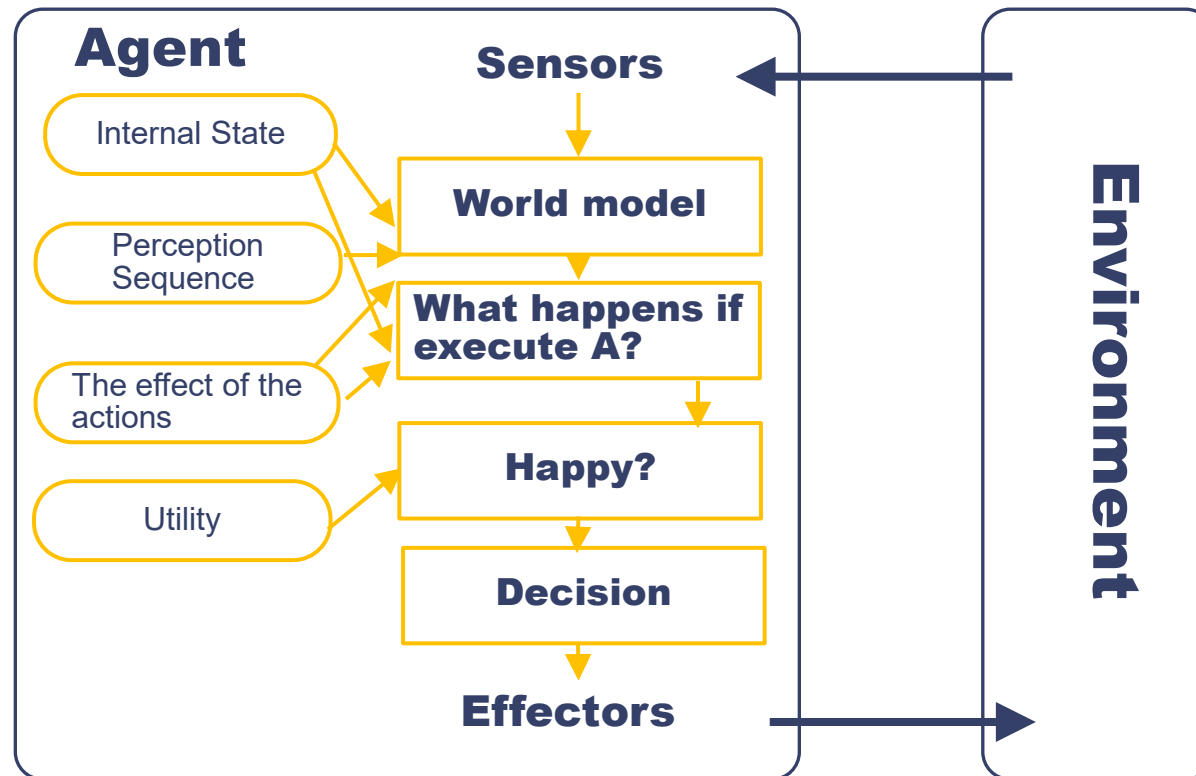 Agent
Sensors
Internal State
World model
Perception
Sequence
What happens if
execute A?
The effect of the
actions
Happy?
Utility
Decision
Effectors
Environment